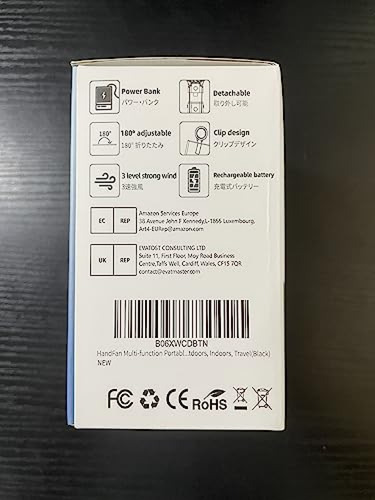 Power Bank
パワー・バンク
Detachable
取り外し可能
180°
180° adjustable
180° 折りたたみ
Clip design
クリップデザイン
3 level strong wind
3速強風
Rechargeable battery
充電式バッテリー
EC REP
Amazon Services Europe
38 Avenue John F Kennedy,L-1855 Luxembourg,
Art4-EURep@amazon.com
UK REP
EVATOST CONSULTING LTD
Suite 11, First Floor, Moy Road Business
Centre,Taffs Well, Cardiff, Wales, CF15 7QR
contact@evatmaster.com
B06XWCDBTN
HandFan Multi-function Portabl...tdoors, Indoors, Travel(Black)
NEW
FC CE RoHS